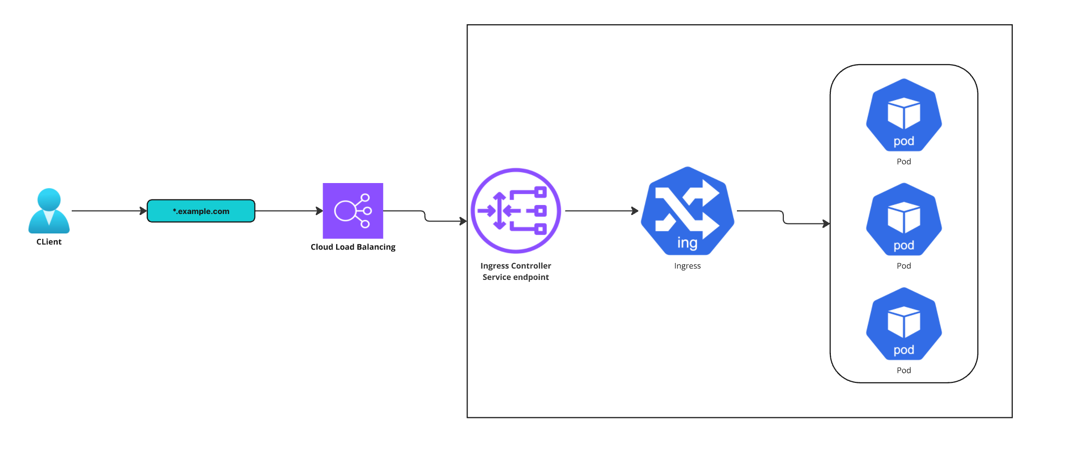 CLient
*.example.com
Cloud Load Balancing
Ingress Controller
Service endpoint
ing
Ingress
pod
Pod
pod
Pod
pod
Pod